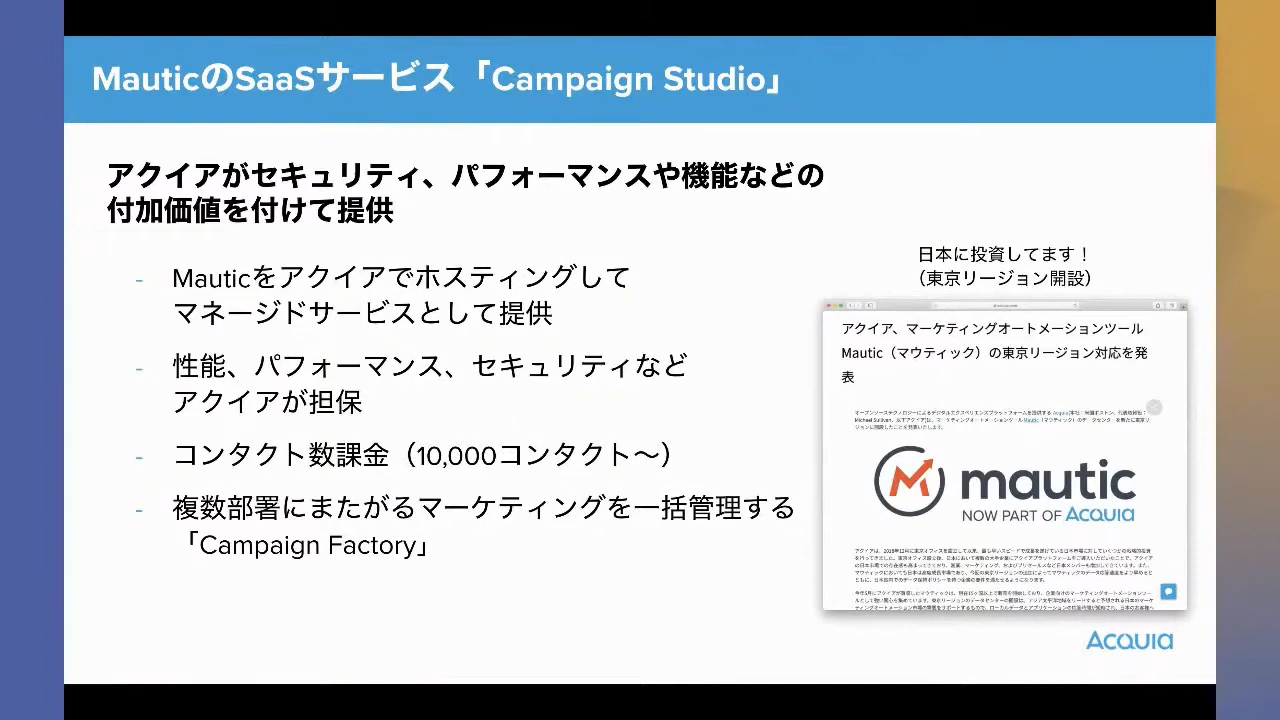 MauticのSaaSサービス「Campaign Studio」
アクイアがセキュリティ、パフォーマンスや機能などの
付加価値を付けて提供
- Mauticをアクイアでホスティングして
マネージドサービスとして提供
- 性能、パフォーマンス、セキュリティなど
アクイアが担保
- コンタクト数課金（10,000コンタクト〜）
- 複数部署にまたがるマーケティングを一括管理する
「Campaign Factory」
日本に投資してます！
（東京リージョン開設）
アクイア、マーケティングオートメーションツール
Mautic（マウティック）の東京リージョン対応を発
表
mautic
NOW PART OF Acquia
Acquia